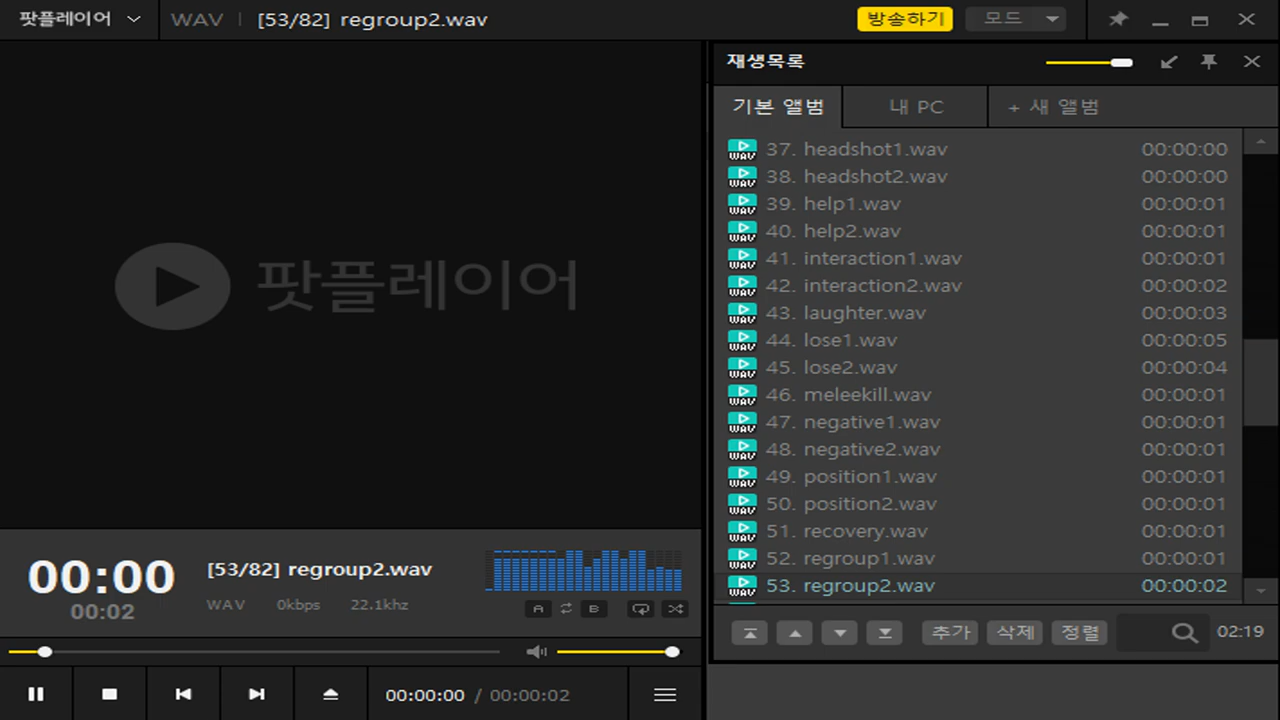 팟플레이어 WAV [53/82] regroup2.wav 방송하기 모드
재생목록
기본 앨범 내 PC + 새 앨범
37. headshot1.wav 00:00:00
38. headshot2.wav 00:00:00
39. help1.wav 00:00:01
40. help2.wav 00:00:01
41. interaction1.wav 00:00:01
42. interaction2.wav 00:00:02
43. laughter.wav 00:00:03
44. lose1.wav 00:00:05
45. lose2.wav 00:00:04
46. meleekill.wav 00:00:01
47. negative1.wav 00:00:01
48. negative2.wav 00:00:01
49. position1.wav 00:00:01
50. position2.wav 00:00:01
51. recovery.wav 00:00:01
52. regroup1.wav 00:00:01
53. regroup2.wav 00:00:02
추가 삭제 정렬 02:19
팟플레이어
00:00 [53/82] regroup2.wav
00:02 WAV 0kbps 22.1khz A B
00:00:00 / 00:00:02